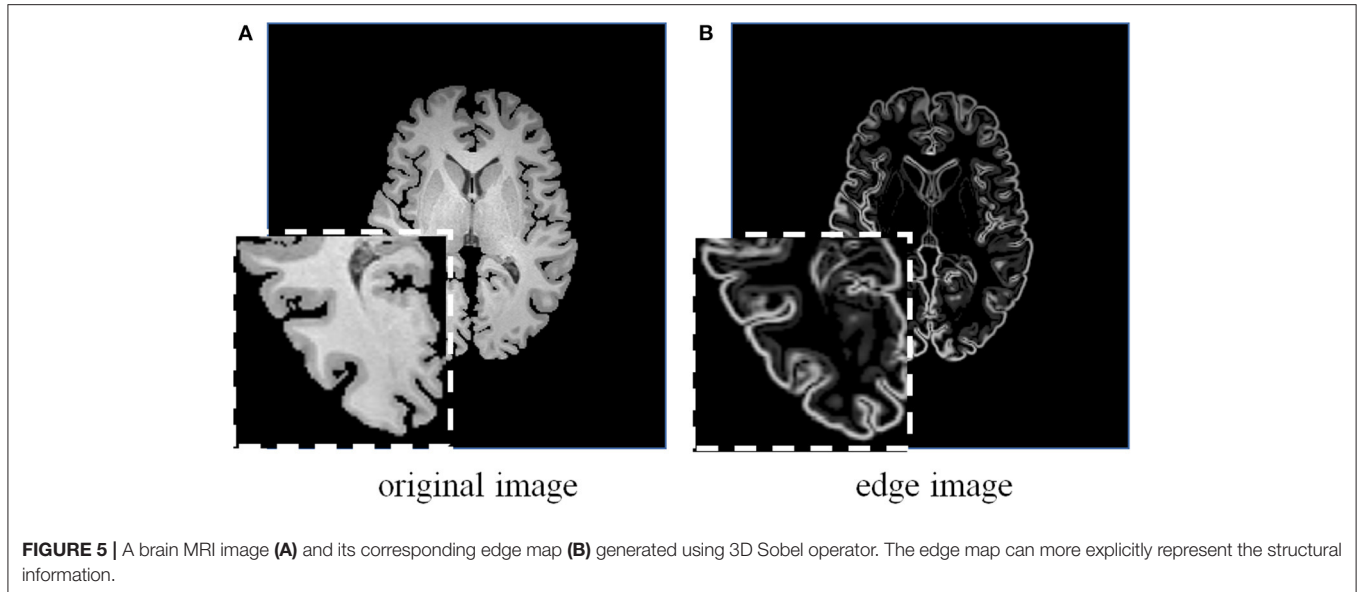 A
B
original image
edge image
FIGURE 5 | A brain MRI image (A) and its corresponding edge map (B) generated using 3D Sobel operator. The edge map can more explicitly represent the structural
information.